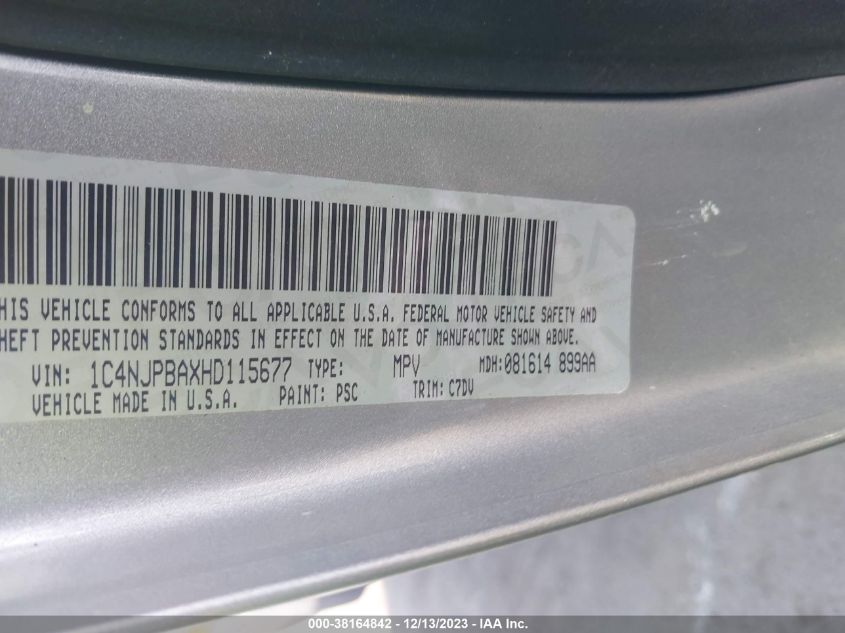 HIS VEHICLE CONFORMS TO ALL APPLICABLE U.S.A. FEDERAL MOTOR VEHICLE SAFETY AND
HEFT PREVENTION STANDARDS IN EFFECT ON THE DATE OF MANUFACTURE SHOWN ABOVE.
VIN: 1C4NJPBAXHD115677 TYPE: MPV MDH:081614 899AA
VEHICLE MADE IN U.S.A. PAINT: PSC TRIM: C7DV
000-38164842 - 12/13/2023 - IAA Inc.